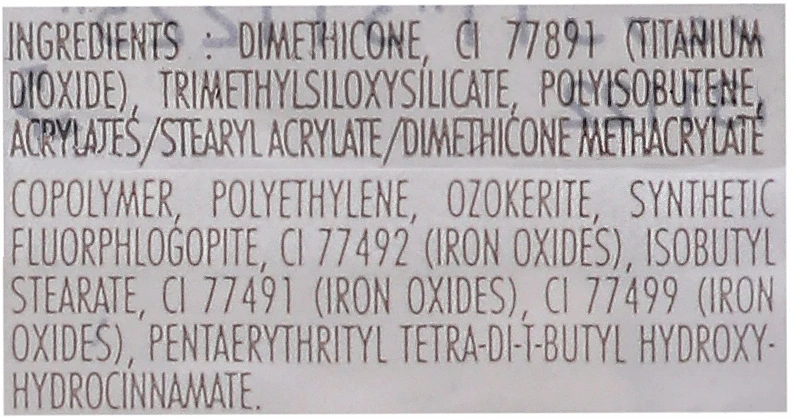 INGREDIENTS : DIMETHICONE, CI 77891 (TITANIUM
DIOXIDE), TRIMETHYLSILOXYSILICATE, POLYISOBUTENE,
ACRYLATES/STEARYL ACRYLATE/DIMETHICONE METHACRYLATE
COPOLYMER, POLYETHYLENE, OZOKERITE, SYNTHETIC
FLUORPHLOGOPITE, CI 77492 (IRON OXIDES), ISOBUTYL
STEARATE, CI 77491 (IRON OXIDES), CI 77499 (IRON
OXIDES), PENTAERYTHRITYL TETRA-DI-T-BUTYL HYDROXY-
HYDROCINNAMATE.